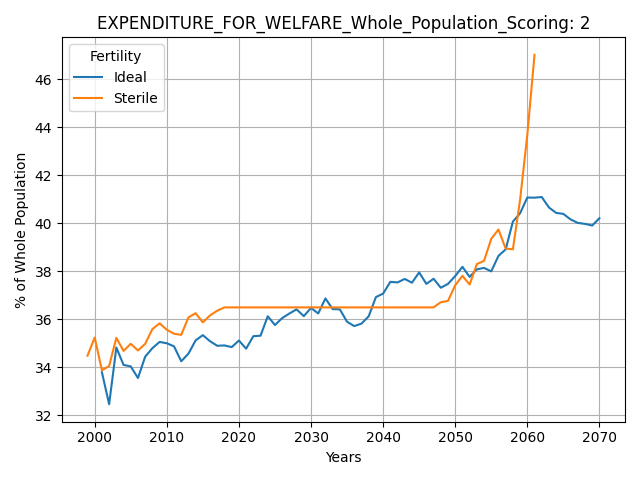 EXPENDITURE_FOR_WELFARE_Whole_Population_Scoring: 2
Fertility
Ideal
Sterile
% of Whole Population
46
44
42
40
38
36
34
32
2000 2010 2020 2030 2040 2050 2060 2070
Years